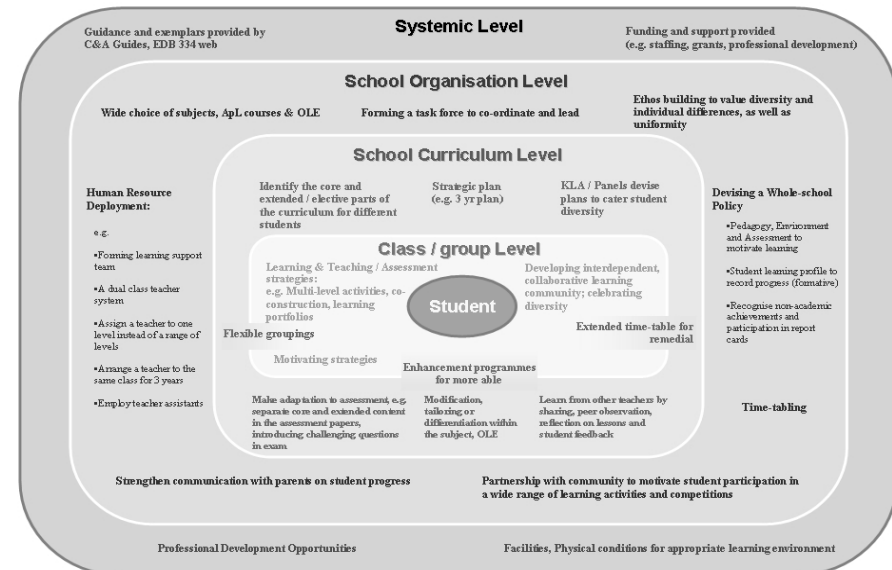 Systemic Level
Guidance and exemplars provided by
C&A Guides, EDB 334 web
Funding and support provided
(e.g. staffing, grants, professional development)
School Organisation Level
Wide choice of subjects, ApL courses & OLE
Forming a task force to co-ordinate and lead
Ethos building to value diversity and
individual differences, as well as
uniformity
School Curriculum Level
Human Resource
Deployment:
e.g.
•Forming learning support
team
•A dual class teacher
system
•Assign a teacher to one
level instead of a range of
levels
•Arrange a teacher to the
same class for 3 years
•Employ teacher assistants
Identify the core and
extended / elective parts of
the curriculum for different
students
Strategic plan
(e.g. 3 yr plan)
KLA / Panels devise
plans to cater student
diversity
Devising a Whole-school
Policy
•Pedagogy, Environment
and Assessment to
motivate learning
•Student learning profile to
record progress (formative)
•Recognise non-academic
achievements and
participation in report
cards
Time-tabling
Class / group Level
Learning & Teaching / Assessment
strategies:
e.g. Multi-level activities, co-
construction, learning
portfolios
Student
Developing interdependent,
collaborative learning
community; celebrating
diversity
Flexible groupings
Extended time-table for
remedial
Motivating strategies
Enhancement programmes
for more able
Make adaptation to assessment, e.g.
separate core and extended content
in the assessment papers,
introducing challenging questions
in exam
Modification,
tailoring or
differentiation within
the subject, OLE
Learn from other teachers by
sharing, peer observation,
reflection on lessons and
student feedback
Strengthen communication with parents on student progress
Partnership with community to motivate student participation in
a wide range of learning activities and competitions
Professional Development Opportunities
Facilities, Physical conditions for appropriate learning environment